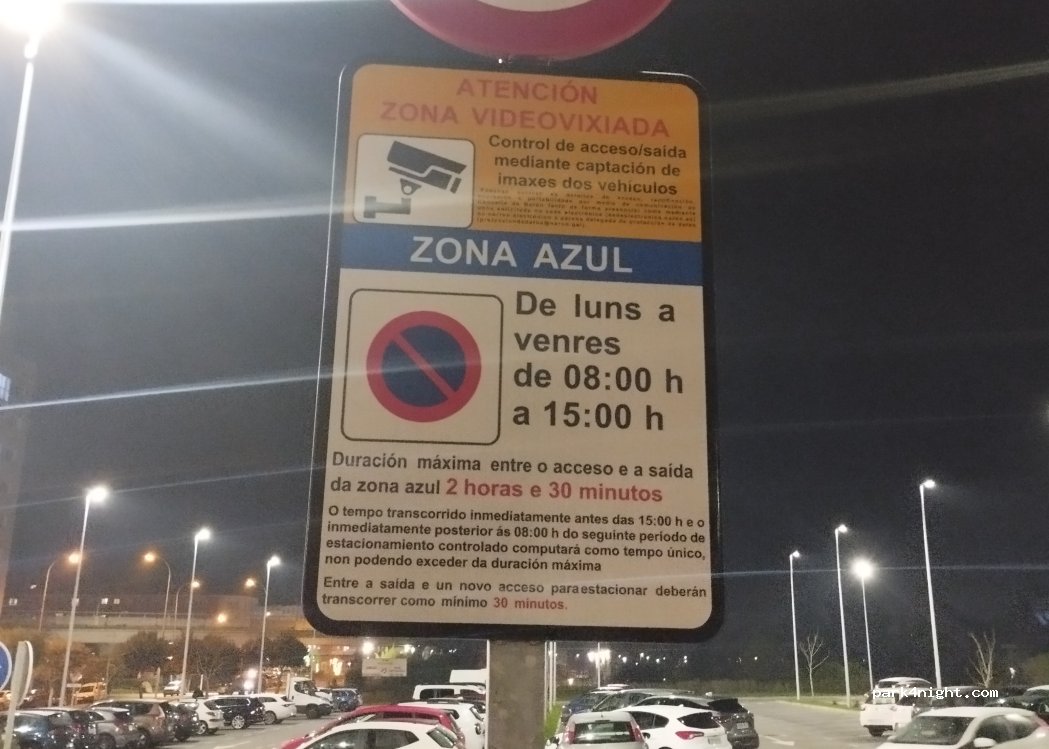 ATENCIÓN
ZONA VIDEOVIXIADA
Control de acceso/saída
mediante captación de
imaxes dos vehículos
ZONA AZUL
De luns a
venres
de 08:00 h
a 15:00 h
Duración máxima entre o acceso e a saída
da zona azul 2 horas e 30 minutos
O tempo transcorrido inmediatamente antes das 15:00 h e o
inmediatamente posterior ás 08:00 h do seguinte periodo de
estacionamiento controlado computará como tempo único,
non podendo exceder da duración máxima
Entre a saída e un novo acceso para estacionar deberán
transcorrer como mínimo 30 minutos.
park4night.com